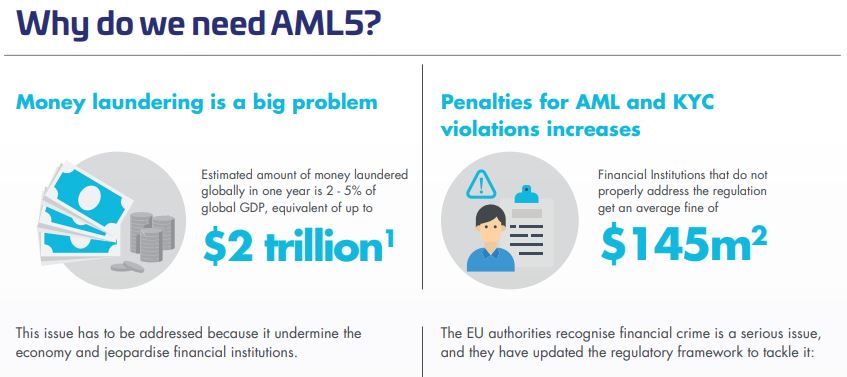 Why do we need AML5?
Money laundering is a big problem
Estimated amount of money laundered
globally in one year is 2 - 5% of
global GDP, equivalent of up to
$2 trillion¹
This issue has to be addressed because it undermine the
economy and jeopardise financial institutions.
Penalties for AML and KYC
violations increases
Financial Institutions that do not
properly address the regulation
get an average fine of
$145m²
The EU authorities recognise financial crime is a serious issue,
and they have updated the regulatory framework to tackle it: